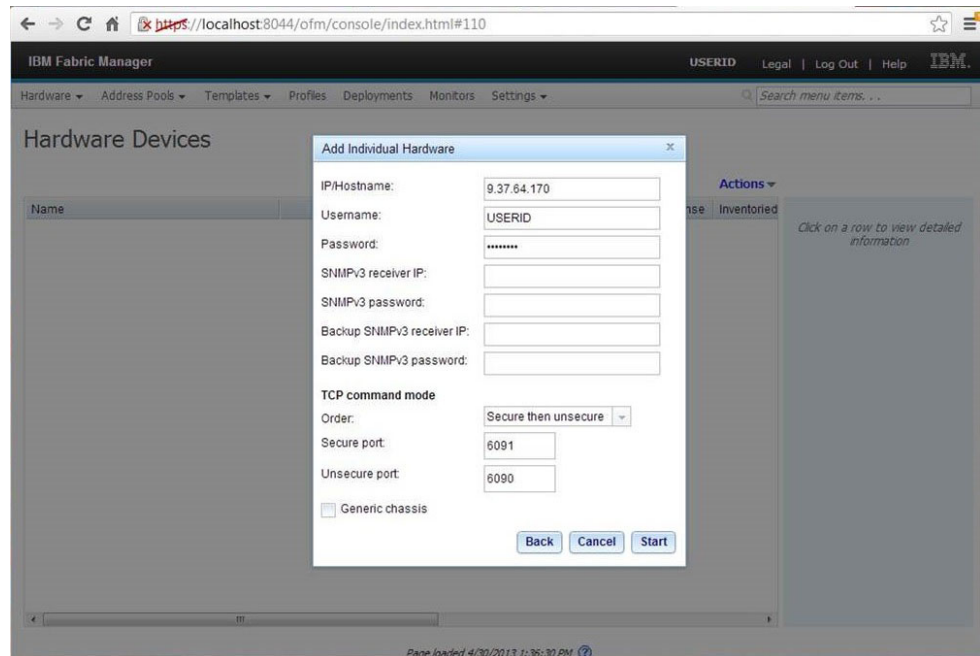 https://localhost:8044/ofm/console/index.html#110
IBM Fabric Manager
USERID Legal | Log Out | Help IBM.
Hardware Address Pools Templates Profiles Deployments Monitors Settings Search menu items. . .
Hardware Devices
Add Individual Hardware x
Actions
Name nse Inventoried
Click on a row to view detailed
information
IP/Hostname: 9.37.64.170
Username: USERID
Password: ••••••••
SNMPv3 receiver IP:
SNMPv3 password:
Backup SNMPv3 receiver IP:
Backup SNMPv3 password:
TCP command mode
Order: Secure then unsecure
Secure port: 6091
Unsecure port: 6090
Generic chassis
Back Cancel Start
Page loaded 4/30/2013 1:36:30 PM ?